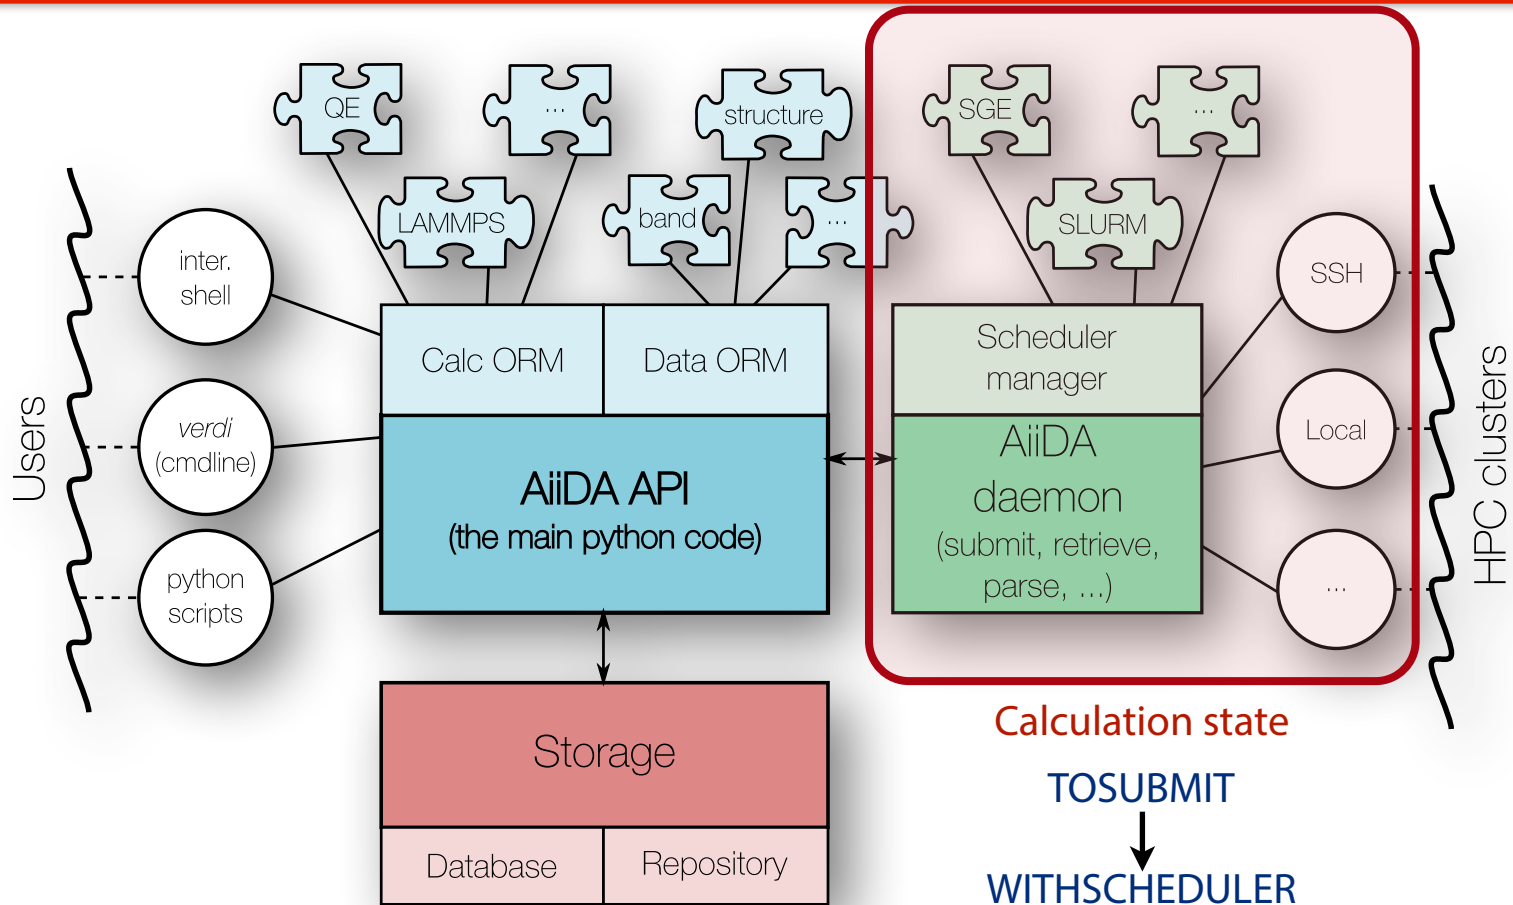 QE
...
structure
SGE
...
LAMMPS
band
...
SLURM
inter.
shell
SSH
Calc ORM
Data ORM
Scheduler
manager
Users
verdi
(cmdline)
AiiDA API
(the main python code)
AiiDA
daemon
(submit, retrieve,
parse, ...)
Local
HPC clusters
python
scripts
...
Storage
Database
Repository
Calculation state
TOSUBMIT
WITHSCHEDULER